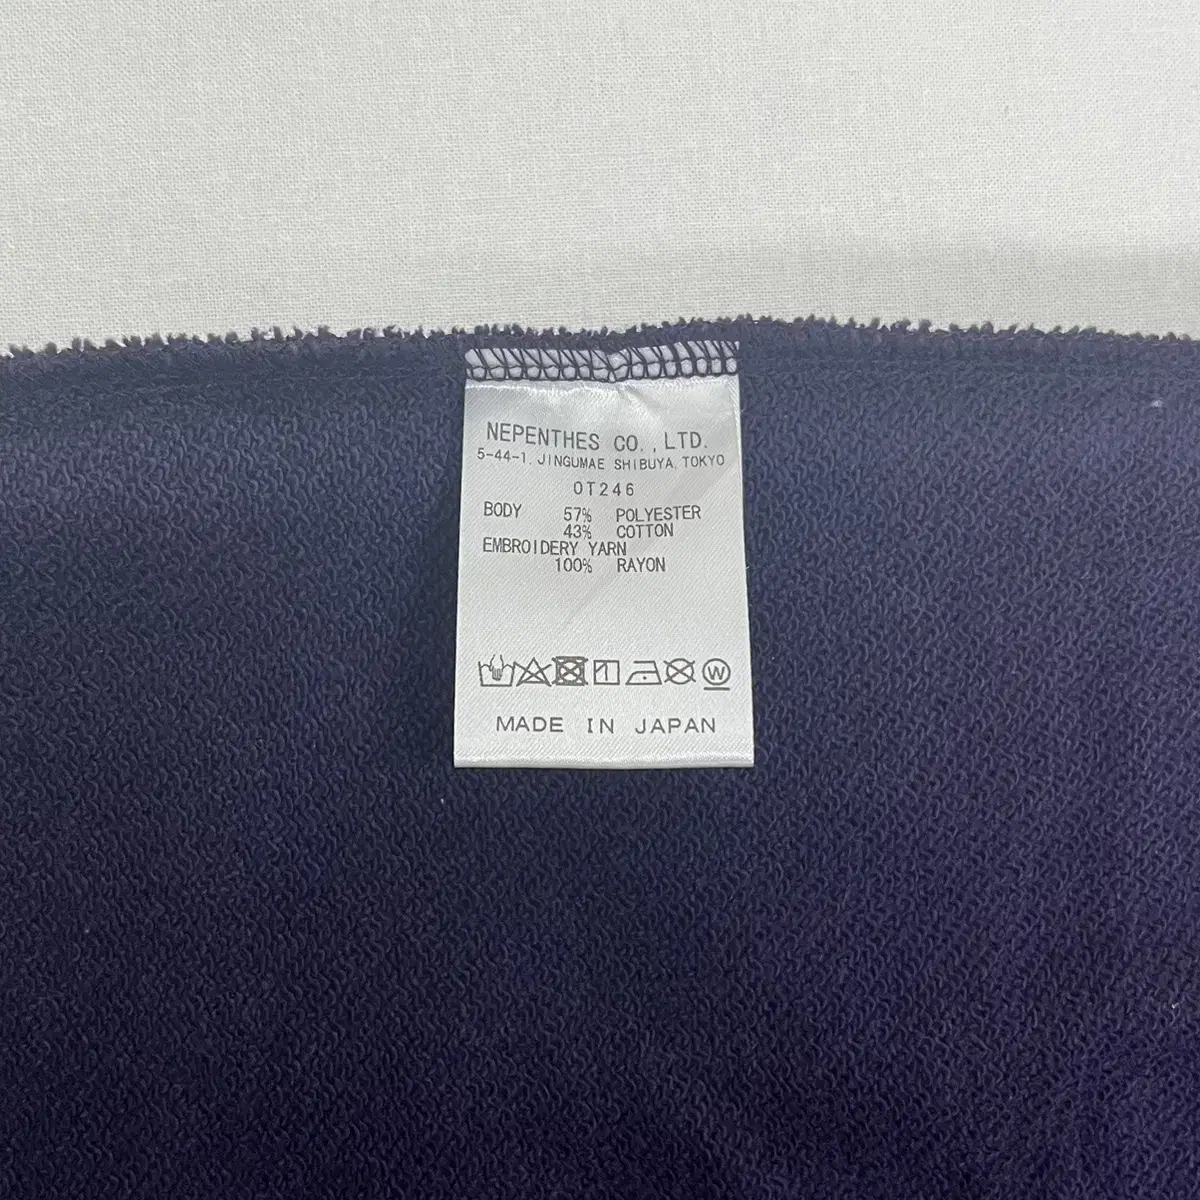 NEPENTHES CO.,LTD.
5-44-1, JINGUMAE SHIBUYA, TOKYO
OT246
BODY 57% POLYESTER
43% COTTON
EMBROIDERY YARN
100% RAYON
W
MADE IN JAPAN